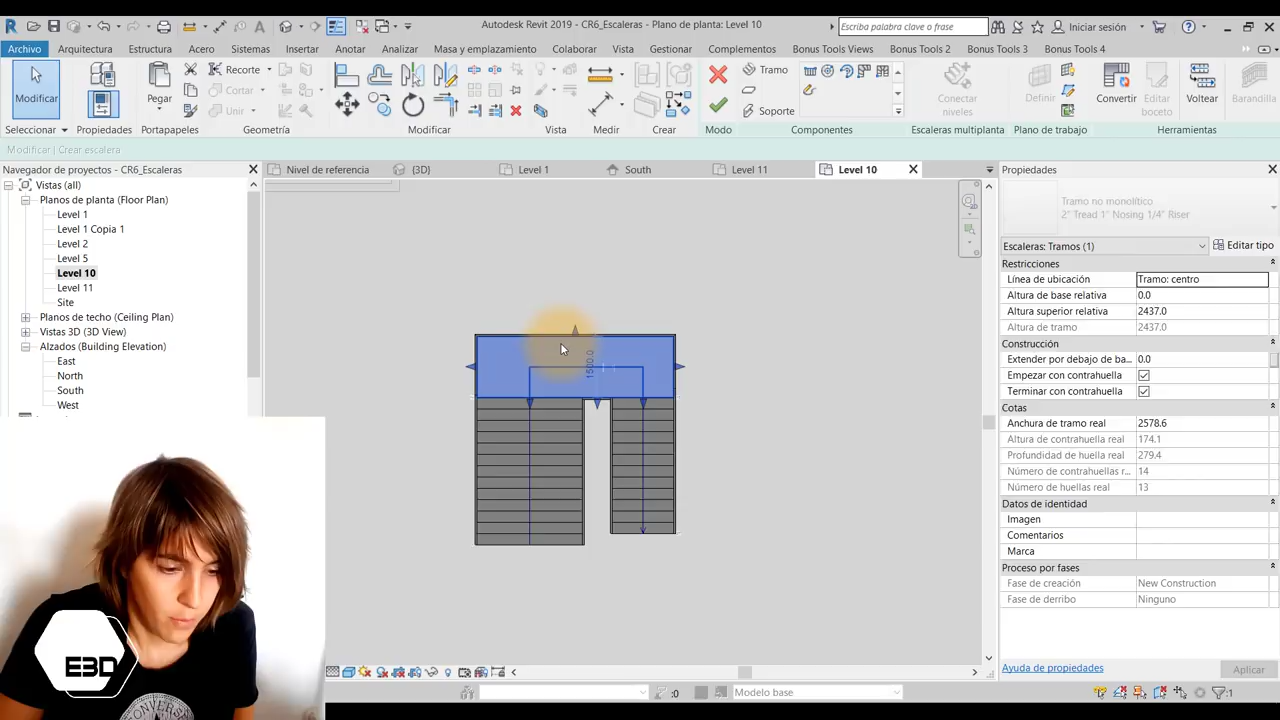 Autodesk Revit 2019 - CR6_Escaleras - Plano de planta: Level 10
Escriba palabra clave o frase
Iniciar sesión
Archivo Arquitectura Estructura Acero Sistemas Insertar Anotar Analizar Masa y emplazamiento Colaborar Vista Gestionar Complementos Bonus Tools Views Bonus Tools 2 Bonus Tools 3 Bonus Tools 4
Modificar
Pegar
Recorte
Cortar
Unir
Tramo
Soporte
Conectar
niveles
Definir
Convertir
Editar
boceto
Voltear
Barandilla
Seleccionar Propiedades Portapapeles Geometría Modificar Vista Medir Crear Modo Componentes Escaleras multiplanta Plano de trabajo Herramientas
Modificar | Crear escalera
Navegador de proyectos - CR6_Escaleras
Vistas (all)
Planos de planta (Floor Plan)
Level 1
Level 1 Copia 1
Level 2
Level 5
Level 10
Level 11
Site
Planos de techo (Ceiling Plan)
Vistas 3D (3D View)
Alzados (Building Elevation)
East
North
South
West
Nivel de referencia {3D} Level 1 South Level 11 Level 10
1500.0
Propiedades
Tramo no monolítico
2" Tread 1" Nosing 1/4" Riser
Escaleras: Tramos (1) Editar tipo
Restricciones
Línea de ubicación Tramo: centro
Altura de base relativa 0.0
Altura superior relativa 2437.0
Altura de tramo 2437.0
Construcción
Extender por debajo de ba... 0.0
Empezar con contrahuella
Terminar con contrahuella
Cotas
Anchura de tramo real 2578.6
Altura de contrahuella real 174.1
Profundidad de huella real 279.4
Número de contrahuellas r... 14
Número de huellas real 13
Datos de identidad
Imagen
Comentarios
Marca
Proceso por fases
Fase de creación New Construction
Fase de derribo Ninguno
Ayuda de propiedades Aplicar
:0 Modelo base :1
E3D